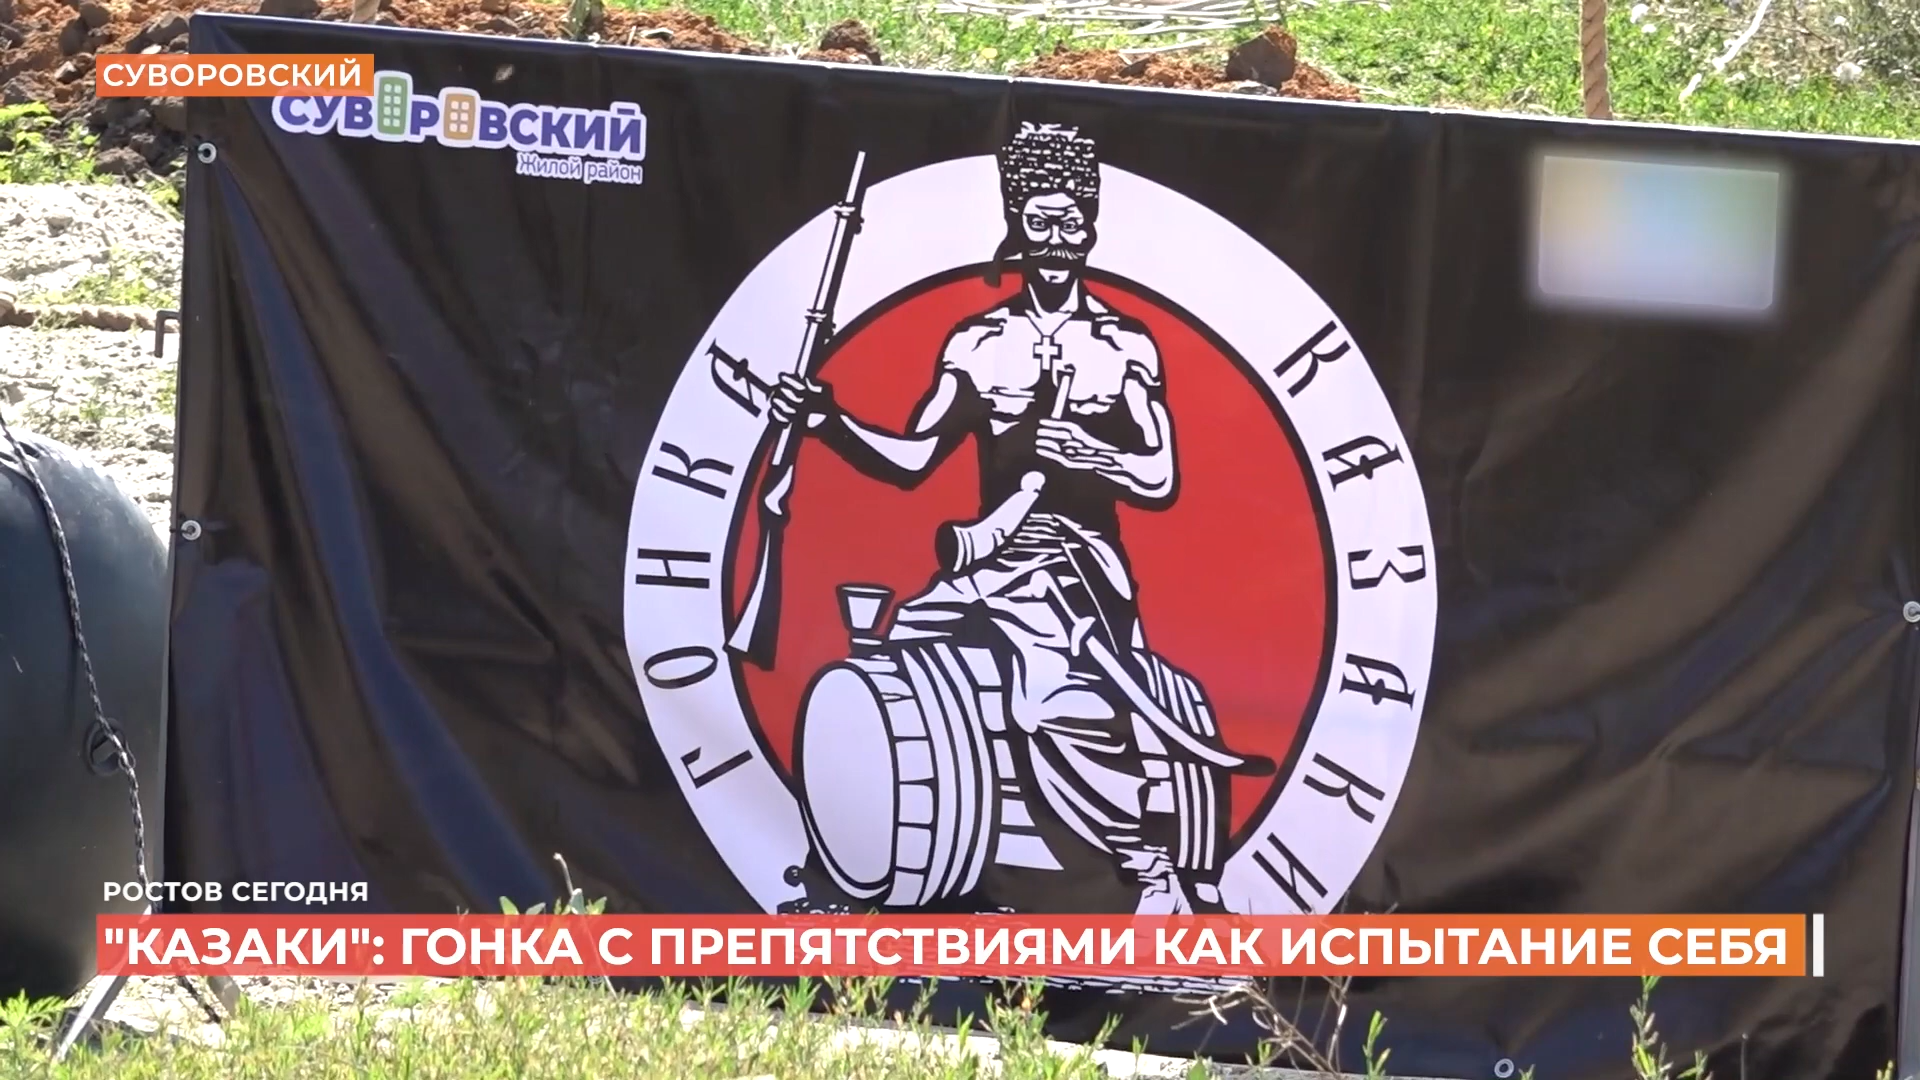 СУВОРОВСКИЙ
СУВОРОВСКИЙ
Жилой район
ГОНКА КАЗАКИ
РОСТОВ СЕГОДНЯ
"КАЗАКИ": ГОНКА С ПРЕПЯТСТВИЯМИ КАК ИСПЫТАНИЕ СЕБЯ